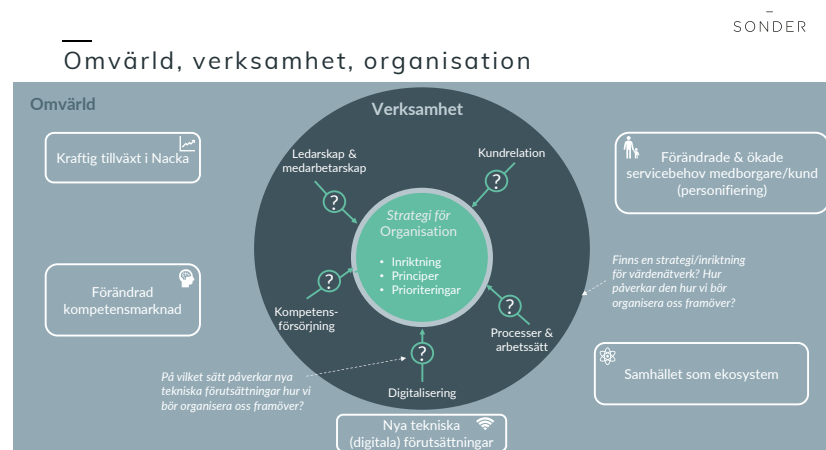 SONDER
Omvärld, verksamhet, organisation
Omvärld
Verksamhet
Kraftig tillväxt i Nacka
Ledarskap &
medarbetarskap
?
Kundrelation
?
Förändrade & ökade
servicebehov medborgare/kund
(personifiering)
Strategi för
Organisation
• Inriktning
• Principer
• Prioriteringar
Förändrad
kompetensmarknad
?
Kompetens-
försörjning
?
Processer &
arbetssätt
Finns en strategi/inriktning
för värdenätverk? Hur
påverkar den hur vi bör
organisera oss framöver?
Samhället som ekosystem
På vilket sätt påverkar nya
tekniska förutsättningar hur vi
bör organisera oss framöver?
?
Digitalisering
Nya tekniska
(digitala) förutsättningar